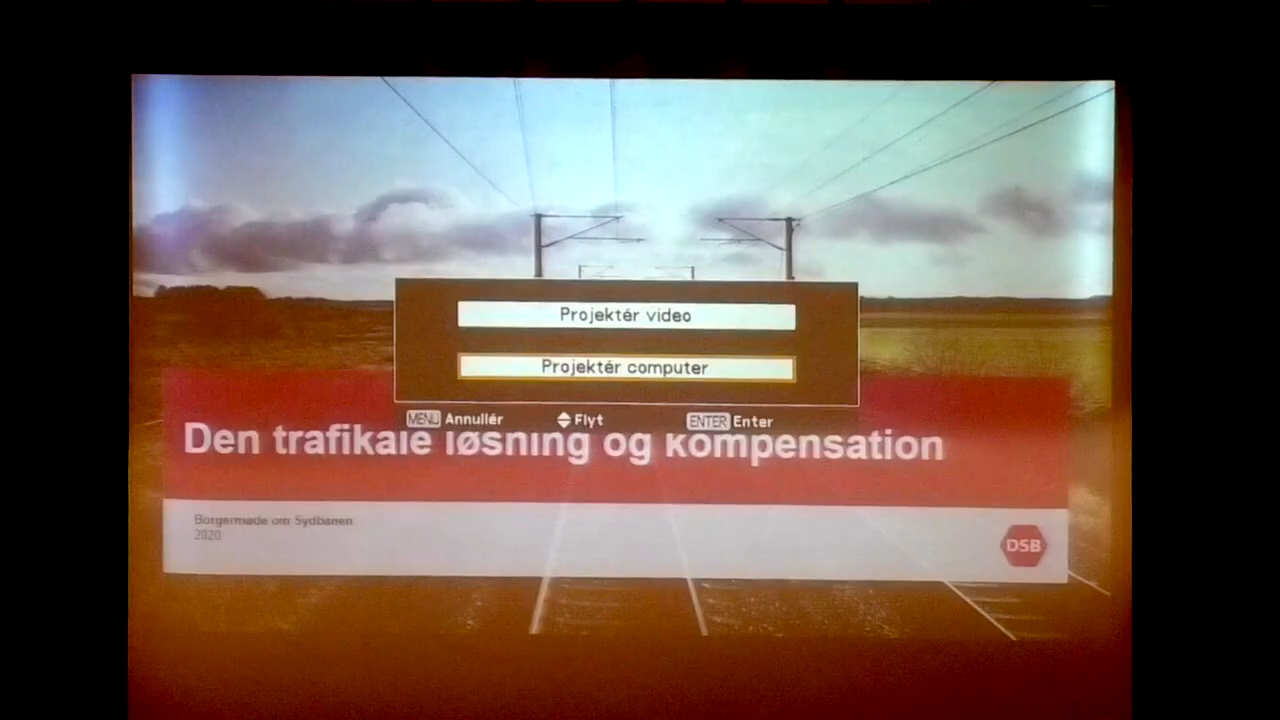 Projektér video
Projektér computer
MENU Annullér Flyt ENTER Enter
Den trafikale løsning og kompensation
Borgermøde om Sydbanen
2020
DSB